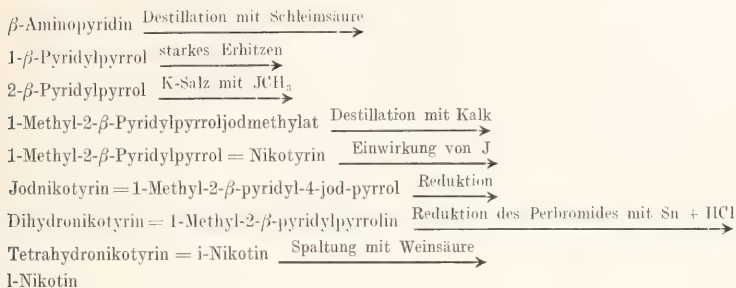 β-Aminopyridin Destillation mit Schleimsäure
1-β-Pyridylpyrrol starkes Erhitzen
2-β-Pyridylpyrrol K-Salz mit JCH₃
1-Methyl-2-β-Pyridylpyrroljodmethylat Destillation mit Kalk
1-Methyl-2-β-Pyridylpyrrol = Nikotyrin Einwirkung von J
Jodnikotyrin = 1-Methyl-2-β-pyridyl-4-jod-pyrrol Reduktion
Dihydronikotyrin = 1-Methyl-2-β-pyridylpyrrolin Reduktion des Perbromides mit Sn + HCl
Tetrahydronikotyrin = i-Nikotin Spaltung mit Weinsäure
l-Nikotin